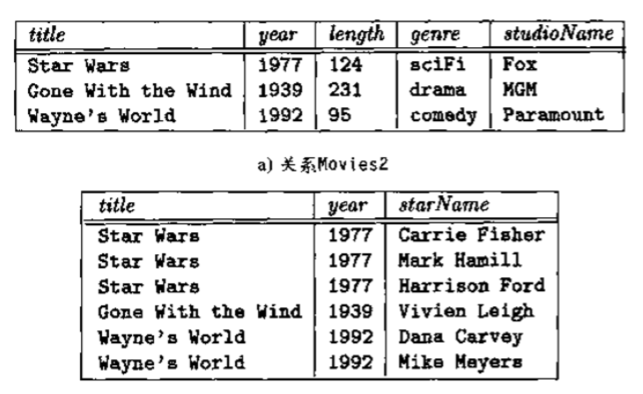 title year length genre studioName
Star Wars 1977 124 sciFi Fox
Gone With the Wind 1939 231 drama MGM
Wayne's World 1992 95 comedy Paramount
a) 关系Movies2
title year starName
Star Wars 1977 Carrie Fisher
Star Wars 1977 Mark Hamill
Star Wars 1977 Harrison Ford
Gone With the Wind 1939 Vivien Leigh
Wayne's World 1992 Dana Carvey
Wayne's World 1992 Mike Meyers